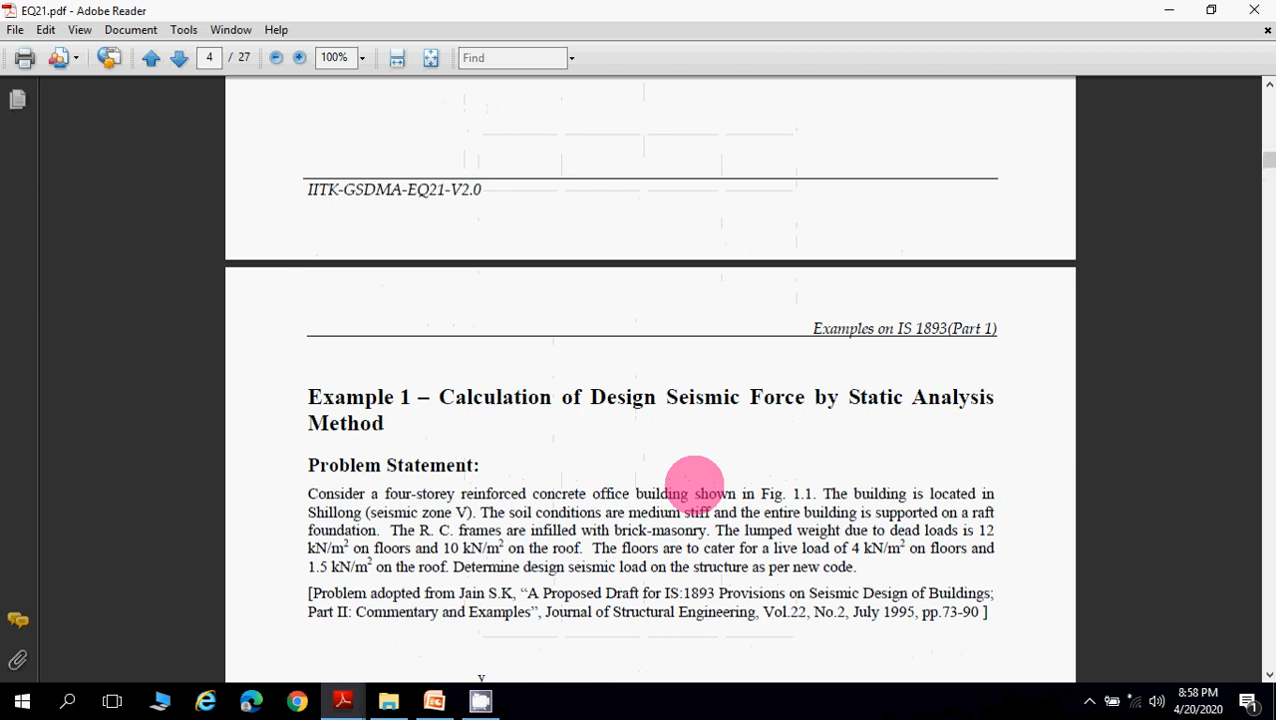 EQ21.pdf - Adobe Reader
File Edit View Document Tools Window Help
4 / 27 100% Find
IITK-GSDMA-EQ21-V2.0
Examples on IS 1893(Part 1)
Example 1 – Calculation of Design Seismic Force by Static Analysis
Method
Problem Statement:
Consider a four-storey reinforced concrete office building shown in Fig. 1.1. The building is located in
Shillong (seismic zone V). The soil conditions are medium stiff and the entire building is supported on a raft
foundation. The R. C. frames are infilled with brick-masonry. The lumped weight due to dead loads is 12
kN/m² on floors and 10 kN/m² on the roof. The floors are to cater for a live load of 4 kN/m² on floors and
1.5 kN/m² on the roof. Determine design seismic load on the structure as per new code.
[Problem adopted from Jain S.K, “A Proposed Draft for IS:1893 Provisions on Seismic Design of Buildings;
Part II: Commentary and Examples”, Journal of Structural Engineering, Vol.22, No.2, July 1995, pp.73-90 ]
y
8:58 PM
4/20/2020
1